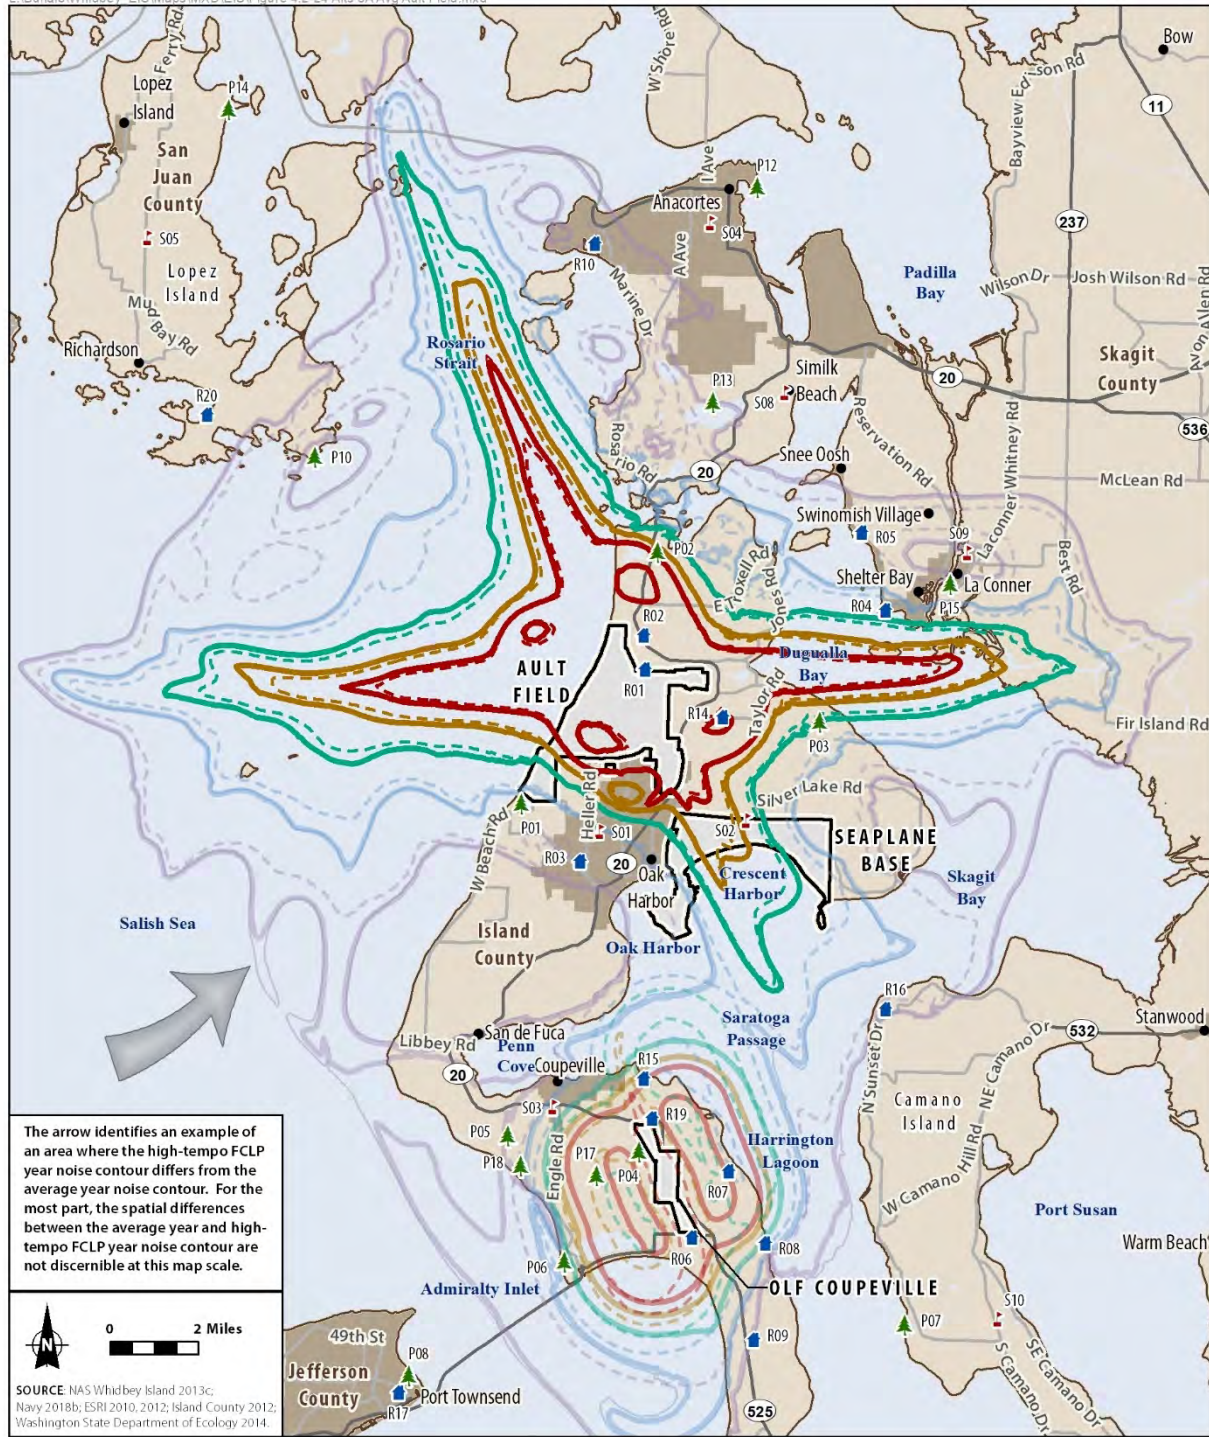 Bow
Ferry Rd
W Shore Rd
Edison Rd
11
P14
Lopez
Island
San
Juan
County
I Ave
P12
Bayview
Anacortes
S04
A Ave
237
S05
R10
Lopez
Island
Padilla
Bay
Marine Dr
Wilson Dr
Josh Wilson Rd
Mud Bay Rd
Avon Allen Rd
Richardson
Rosario
Strait
Skagit
County
Similk
Beach
20
S08
P13
R20
Reservation Rd
536
Rosario Rd
P10
20
Snee Oosh
Laconner Whitney Rd
McLean Rd
Swinomish Village
R05
S09
P02
E Troxell Rd
Jones Rd
Best Rd
La Conner
Shelter Bay
R04
P15
R02
AULT
FIELD
R01
Dugualla
Bay
R14
Taylor Rd
P03
Fir Island Rd
Silver Lake Rd
P01
Heller Rd
S01
S02
W Beach Rd
R03
20
Oak
Harbor
SEAPLANE
BASE
Crescent
Harbor
Skagit
Bay
Salish Sea
Island
County
Oak Harbor
R16
Saratoga
Passage
San de Fuca
Libbey Rd
Penn
Cove
Coupeville
20
532
Stanwood
N Sunset Dr
NE Camano Dr
R15
Camano
Island
S03
R19
P05
P18
Engle Rd
P17
P04
Harrington
Lagoon
R07
W Camano Hill Rd
Port Susan
R06
R08
Warm Beach
P06
Admiralty Inlet
OLF COUPEVILLE
The arrow identifies an example of
an area where the high-tempo FCLP
year noise contour differs from the
average year noise contour. For the
most part, the spatial differences
between the average year and high-
tempo FCLP year noise contour are
not discernible at this map scale.
N
0 2 Miles
SOURCE: NAS Whidbey Island 2013c;
Navy 2018b; ESRI 2010, 2012; Island County 2012;
Washington State Department of Ecology 2014.
49th St
Jefferson
County
P08
R17
Port Townsend
R09
525
P07
S10
S Camano Dr
SE Camano Dr